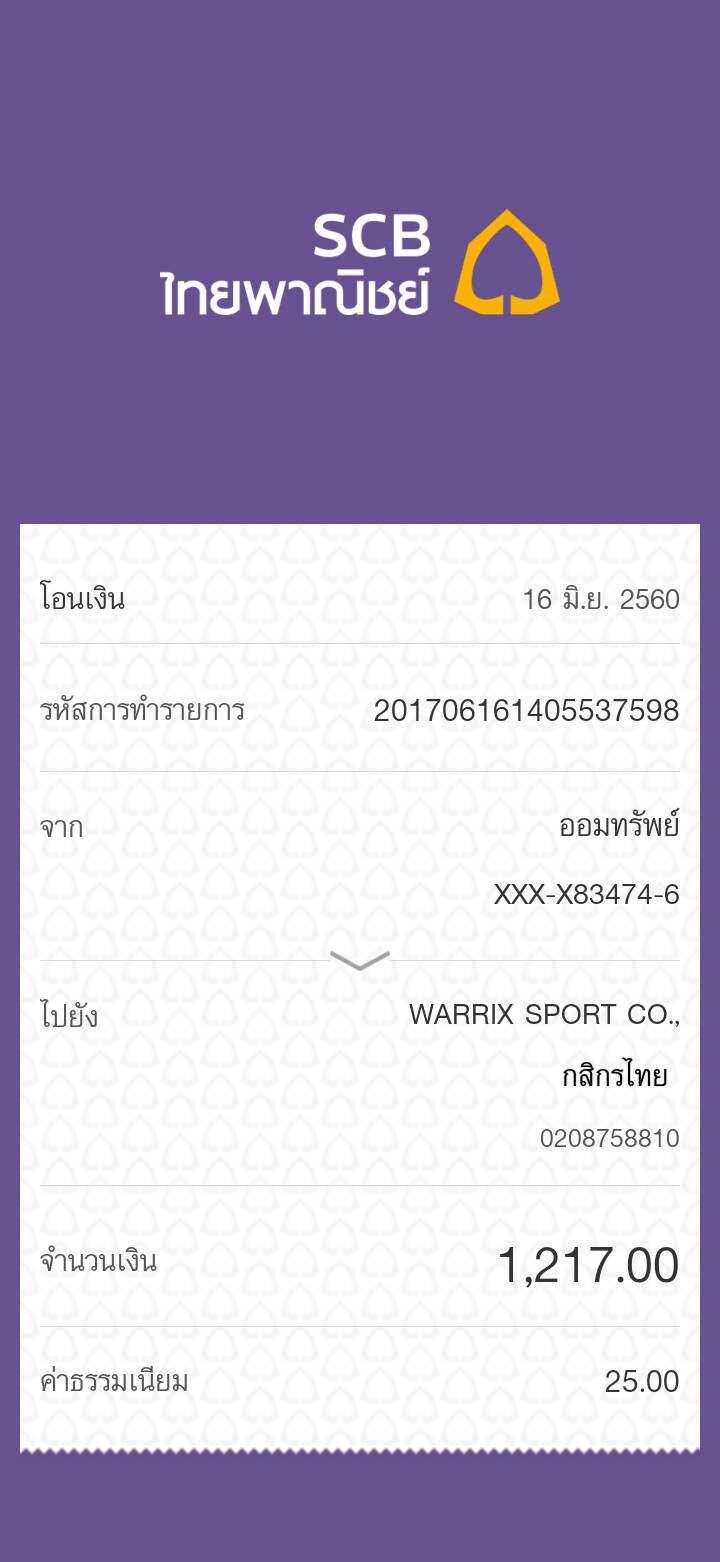 SCB
ไทยพาณิชย์
โอนเงิน 16 มิ.ย. 2560
รหัสการทำรายการ 201706161405537598
จาก ออมทรัพย์
XXX-X83474-6
ไปยัง WARRIX SPORT CO.,
กสิกรไทย
0208758810
จำนวนเงิน 1,217.00
ค่าธรรมเนียม 25.00